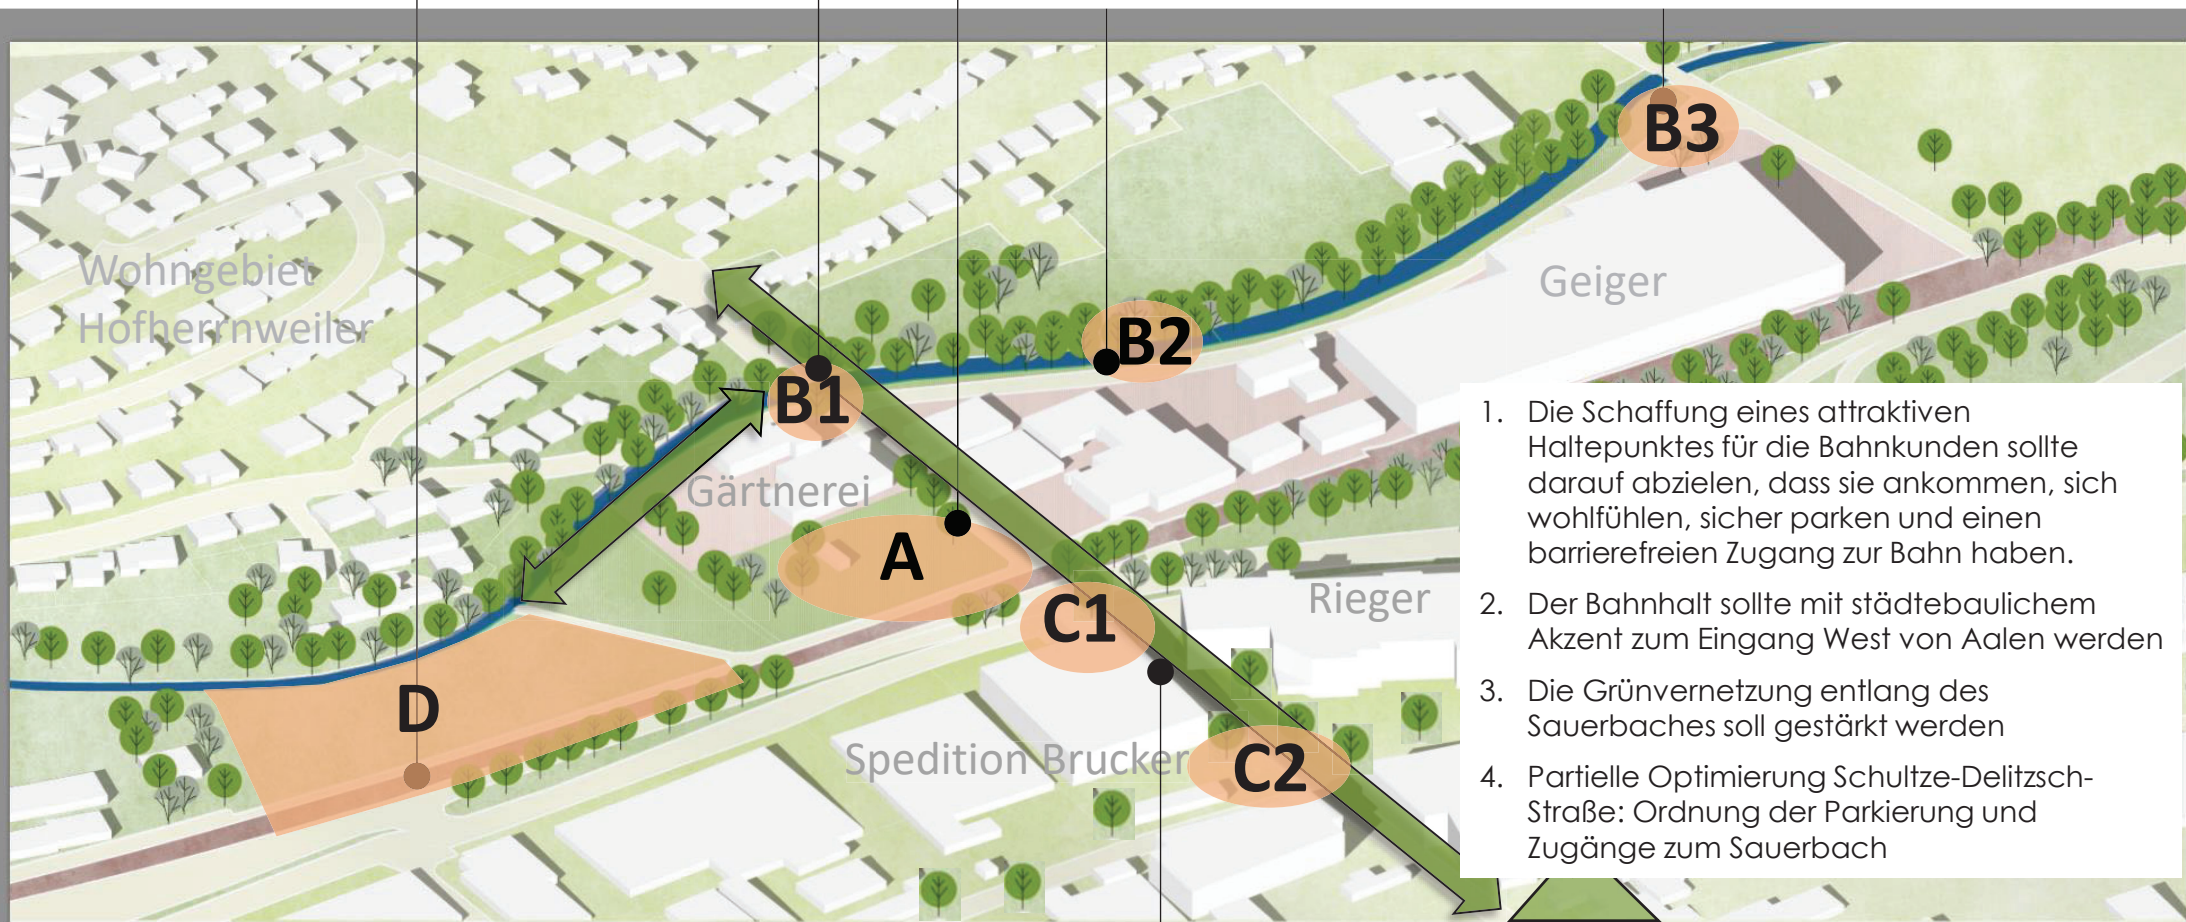 B3
Wohngebiet
Hofherrnweiler
Geiger
B2
B1
Gärtnerei
A
C1
Rieger
D
Spedition Brucker
C2
1. Die Schaffung eines attraktiven
Haltepunktes für die Bahnkunden sollte
darauf abzielen, dass sie ankommen, sich
wohlfühlen, sicher parken und einen
barrierefreien Zugang zur Bahn haben.
2. Der Bahnhalt sollte mit städtebaulichem
Akzent zum Eingang West von Aalen werden
3. Die Grünvernetzung entlang des
Sauerbaches soll gestärkt werden
4. Partielle Optimierung Schultze-Delitzsch-
Straße: Ordnung der Parkierung und
Zugänge zum Sauerbach